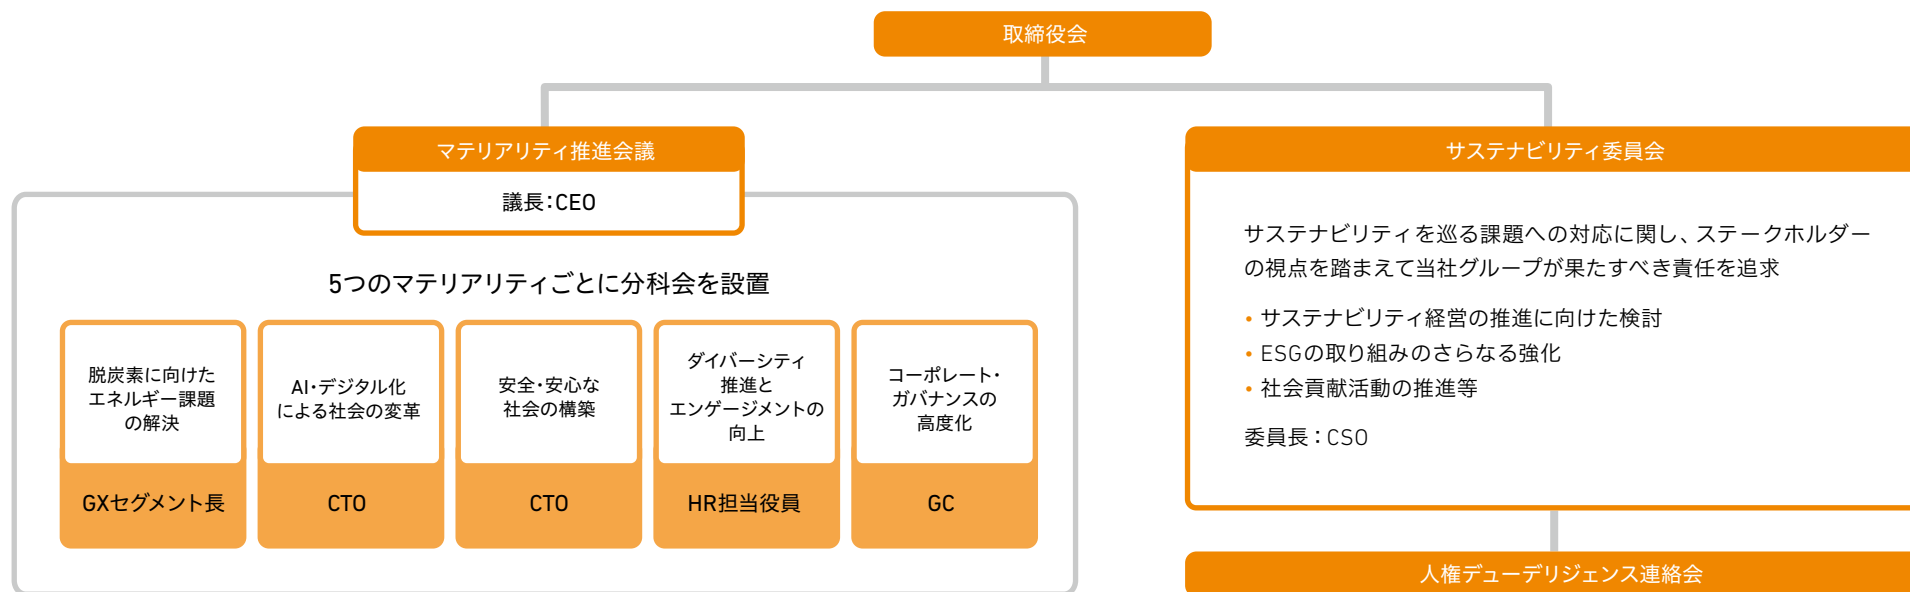 取締役会
マテリアリティ推進会議
議長：CEO
5つのマテリアリティごとに分科会を設置
脱炭素に向けた
エネルギー課題
の解決
GXセグメント長
AI・デジタル化
による社会の変革
CTO
安全・安心な
社会の構築
CTO
ダイバーシティ
推進と
エンゲージメントの
向上
HR担当役員
コーポレート・
ガバナンスの
高度化
GC
サステナビリティ委員会
サステナビリティを巡る課題への対応に関し、ステークホルダー
の視点を踏まえて当社グループが果たすべき責任を追求
• サステナビリティ経営の推進に向けた検討
• ESGの取り組みのさらなる強化
• 社会貢献活動の推進等
委員長：CSO
人権デューデリジェンス連絡会